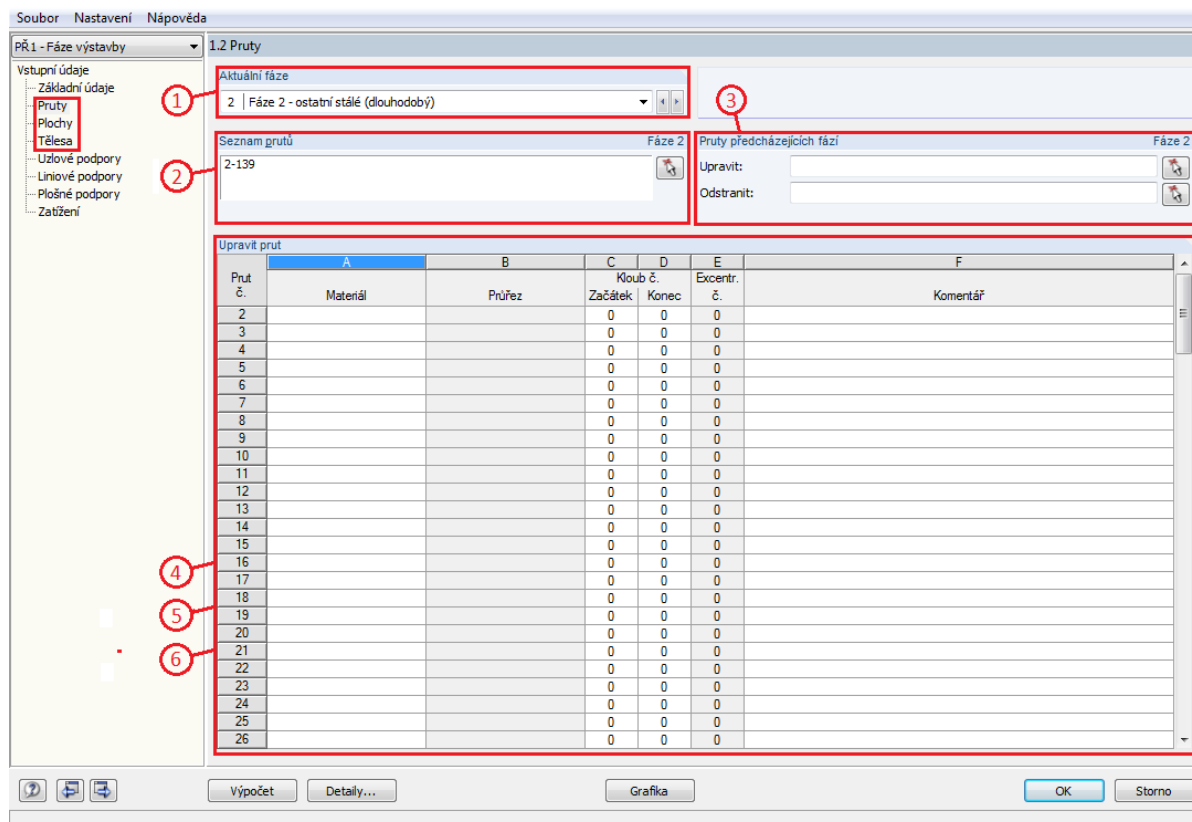 Soubor Nastavení Nápověda
PŘ1 - Fáze výstavby
1.2 Pruty
Vstupní údaje
Základní údaje
Pruty
Plochy
Tělesa
Uzlové podpory
Liniové podpory
Plošné podpory
Zatížení
1
Aktuální fáze
2 Fáze 2 - ostatní stálé (dlouhodobý)
2
Seznam prutů Fáze 2
2-139
3
Pruty předcházejících fází Fáze 2
Upravit:
Odstranit:
Upravit prut
A B C D E F
Prut Kloub č. Excentr.
č. Materiál Průřez Začátek Konec č. Komentář
2 0 0 0
3 0 0 0
4 0 0 0
5 0 0 0
6 0 0 0
7 0 0 0
8 0 0 0
9 0 0 0
10 0 0 0
11 0 0 0
12 0 0 0
13 0 0 0
14 0 0 0
15 0 0 0
4
16 0 0 0
17 0 0 0
18 0 0 0
5
19 0 0 0
20 0 0 0
21 0 0 0
6
22 0 0 0
23 0 0 0
24 0 0 0
25 0 0 0
26 0 0 0
Výpočet Detaily... Grafika OK Storno